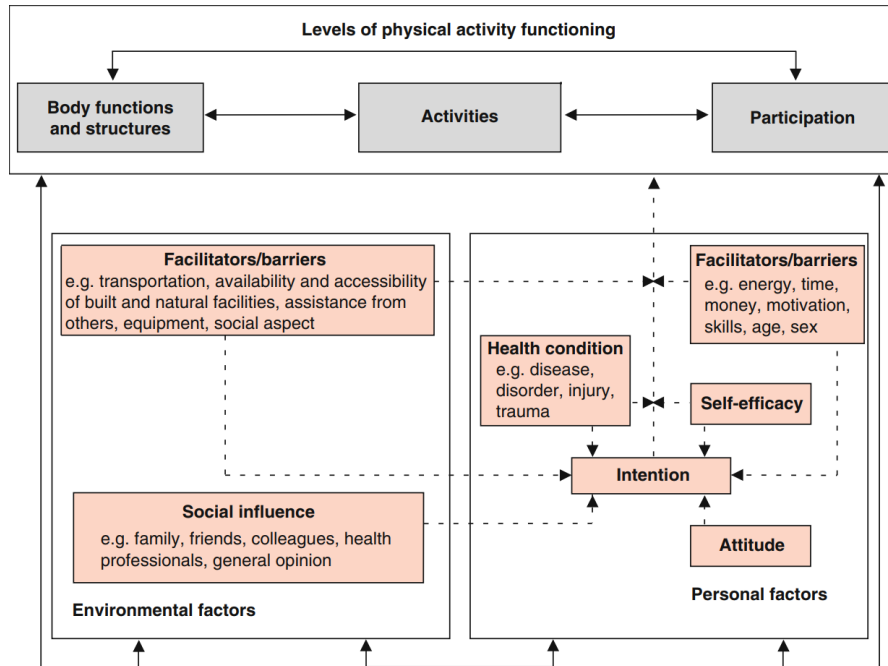 Levels of physical activity functioning
Body functions
and structures
Activities
Participation
Facilitators/barriers
e.g. transportation, availability and accessibility
of built and natural facilities, assistance from
others, equipment, social aspect
Facilitators/barriers
e.g. energy, time,
money, motivation,
skills, age, sex
Health condition
e.g. disease,
disorder, injury,
trauma
Self-efficacy
Intention
Social influence
e.g. family, friends, colleagues, health
professionals, general opinion
Attitude
Environmental factors
Personal factors